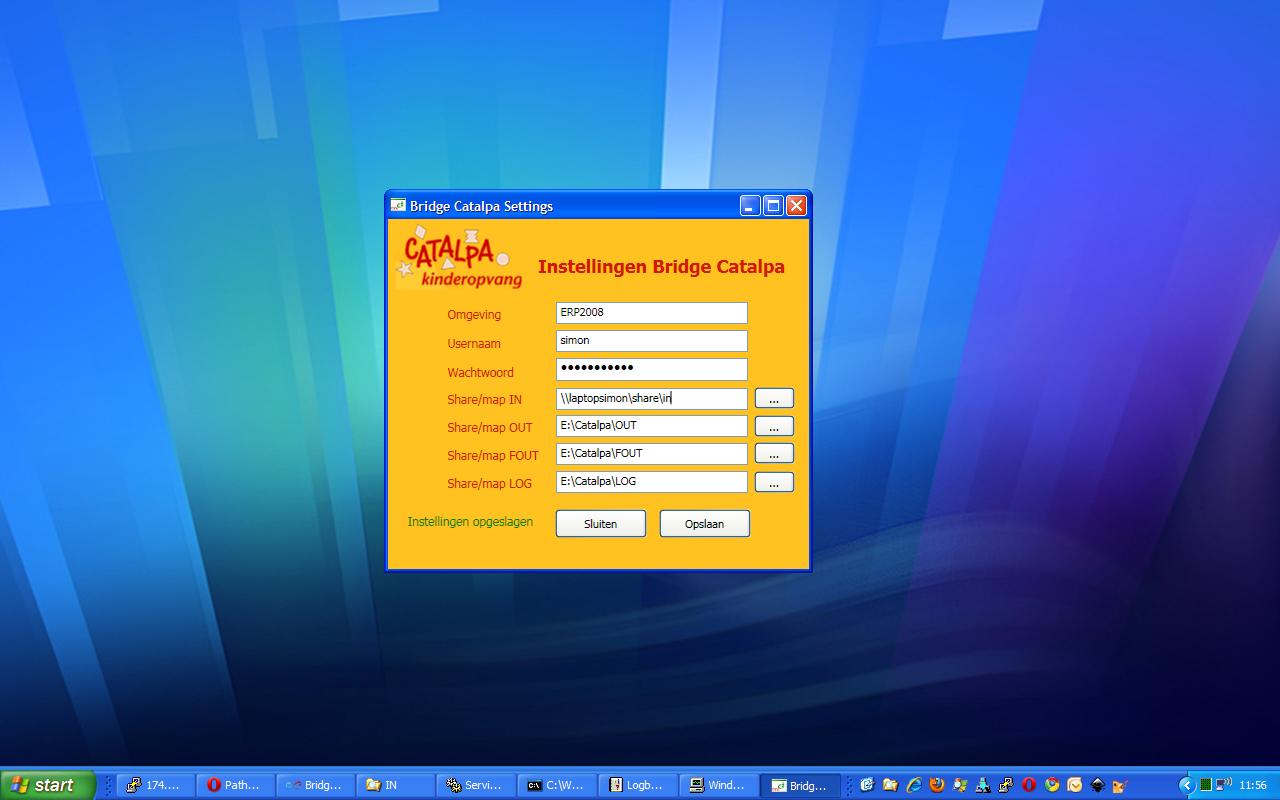 Bridge Catalpa Settings
CATALPA
kinderopvang
Instellingen Bridge Catalpa
Omgeving ERP2008
Usernaam simon
Wachtwoord •••••••••••
Share/map IN \\laptopsimon\share\in ...
Share/map OUT E:\Catalpa\OUT ...
Share/map FOUT E:\Catalpa\FOUT ...
Share/map LOG E:\Catalpa\LOG ...
Instellingen opgeslagen Sluiten Opslaan
start 174.... Path... Bridg... IN Servi... C:\W... Logb... Wind... Bridg... 11:56